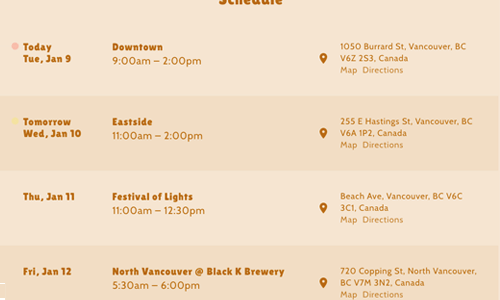 Schedule
Today
Tue, Jan 9
Downtown
9:00am – 2:00pm
1050 Burrard St, Vancouver, BC
V6Z 2S3, Canada
Map Directions
Tomorrow
Wed, Jan 10
Eastside
11:00am – 2:00pm
255 E Hastings St, Vancouver, BC
V6A 1P2, Canada
Map Directions
Thu, Jan 11
Festival of Lights
11:00am – 12:30pm
Beach Ave, Vancouver, BC V6C
3C1, Canada
Map Directions
Fri, Jan 12
North Vancouver @ Black K Brewery
5:30am – 6:00pm
720 Copping St, North Vancouver,
BC V7M 3N2, Canada
Map Directions